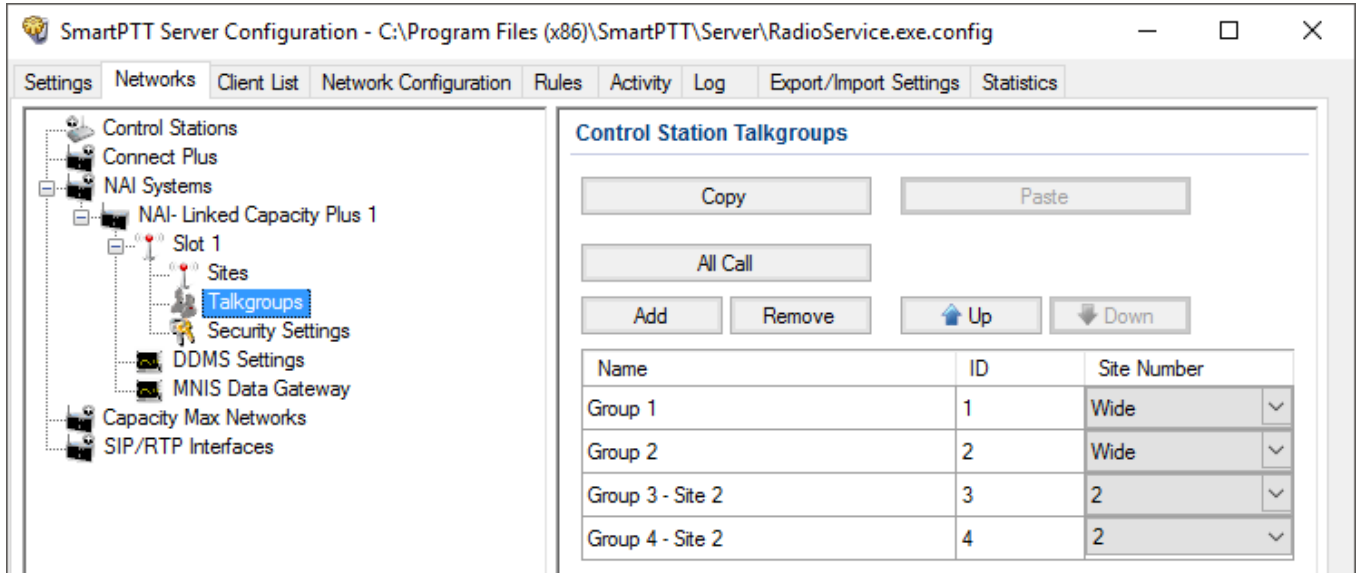 SmartPTT Server Configuration - C:\Program Files (x86)\SmartPTT\Server\RadioService.exe.config
Settings Networks Client List Network Configuration Rules Activity Log Export/Import Settings Statistics
Control Stations
Connect Plus
NAI Systems
NAI- Linked Capacity Plus 1
Slot 1
Sites
Talkgroups
Security Settings
DDMS Settings
MNIS Data Gateway
Capacity Max Networks
SIP/RTP Interfaces
Control Station Talkgroups
Copy Paste
All Call
Add Remove Up Down
Name ID Site Number
Group 1 1 Wide
Group 2 2 Wide
Group 3 - Site 2 3 2
Group 4 - Site 2 4 2